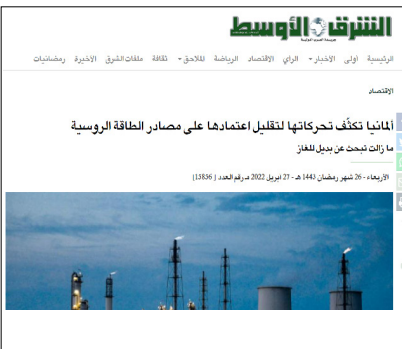 الشرق الأوسط
جريدة العرب الدولية
الرئيسية أولى الأخبار الرأي الاقتصاد الرياضة الملاحق ثقافة ملفات الشرق الأخيرة رمضانيات
الاقتصاد
ألمانيا تكثّف تحركاتها لتقليل اعتمادها على مصادر الطاقة الروسية
ما زالت تبحث عن بديل للغاز
الأربعاء - 26 شهر رمضان 1443 هـ - 27 أبريل 2022 مـ رقم العدد [15856]